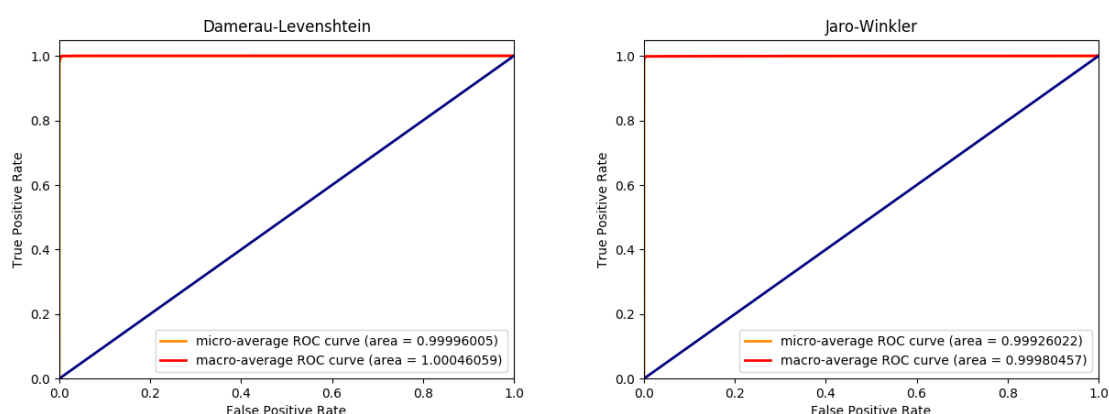 Damerau-Levenshtein
1.0
0.8
0.6
0.4
0.2
0.0
True Positive Rate
micro-average ROC curve (area = 0.99996005)
macro-average ROC curve (area = 1.00046059)
0.0 0.2 0.4 0.6 0.8 1.0
False Positive Rate
Jaro-Winkler
1.0
0.8
0.6
0.4
0.2
0.0
True Positive Rate
micro-average ROC curve (area = 0.99926022)
macro-average ROC curve (area = 0.99980457)
0.0 0.2 0.4 0.6 0.8 1.0
False Positive Rate